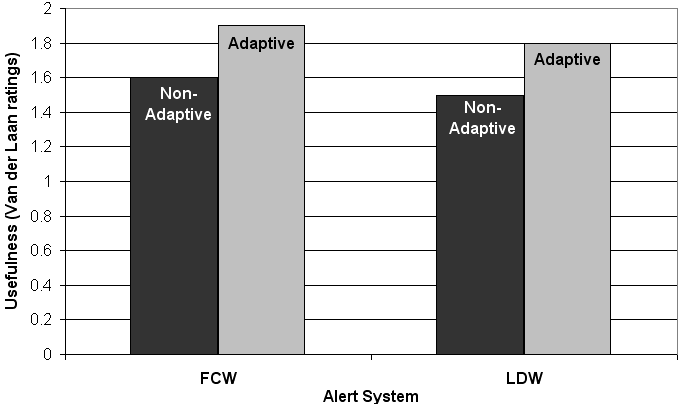 Usefulness (Van der Laan ratings)
2
1.8
1.6
1.4
1.2
1
0.8
0.6
0.4
0.2
0
Non-
Adaptive
Adaptive
Non-
Adaptive
Adaptive
FCW
LDW
Alert System